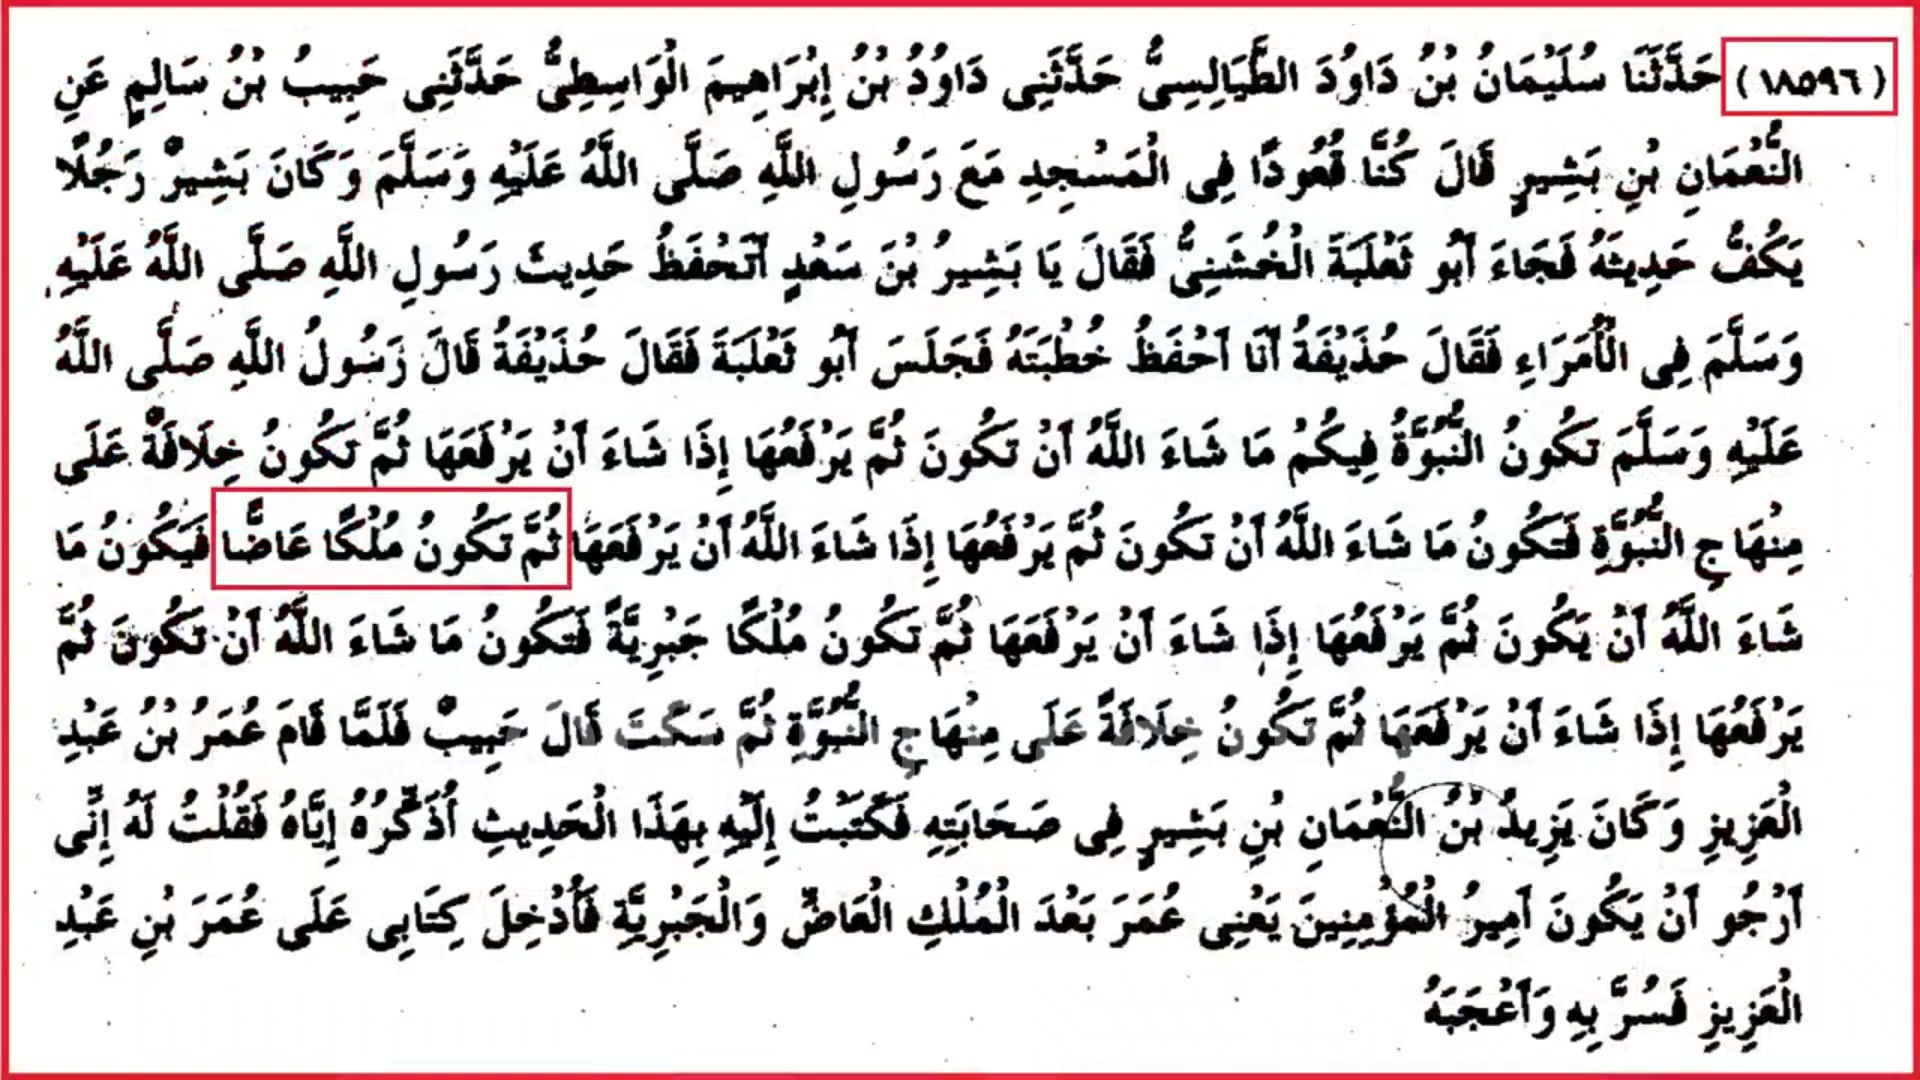 (۱۸۵۹٦) حَدَّثَنَا سُلَيْمَانُ بْنُ دَاوُدَ الطَّيَالِسِيُّ حَدَّثَنِى دَاوُدُ بْنُ إِبْرَاهِيمَ الْوَاسِطِيُّ حَدَّثَنِى حَبِيبُ بْنُ سَالِمٍ عَنِ
النُّعْمَانِ بْنِ بَشِيرٍ قَالَ كُنَّا قُعُودًا فِى الْمَسْجِدِ مَعَ رَسُولِ اللَّهِ صَلَّى اللَّهُ عَلَيْهِ وَسَلَّمَ وَكَانَ بَشِيرٌ رَجُلًا
يَكُفُّ حَدِيثَهُ فَجَاءَ أَبُو ثَعْلَبَةَ الْخُشَنِىُّ فَقَالَ يَا بَشِيرُ بْنَ سَعْدٍ أَتَحْفَظُ حَدِيثَ رَسُولِ اللَّهِ صَلَّى اللَّهُ عَلَيْهِ
وَسَلَّمَ فِى الْأُمَرَاءِ فَقَالَ حُذَيْفَةُ أَنَا أَحْفَظُ خُطْبَتَهُ فَجَلَسَ أَبُو ثَعْلَبَةَ فَقَالَ حُذَيْفَةُ قَالَ رَسُولُ اللَّهِ صَلَّى اللَّهُ
عَلَيْهِ وَسَلَّمَ تَكُونُ النُّبُوَّةُ فِيكُمْ مَا شَاءَ اللَّهُ أَنْ تَكُونَ ثُمَّ يَرْفَعُهَا إِذَا شَاءَ أَنْ يَرْفَعَهَا ثُمَّ تَكُونُ خِلَافَةٌ عَلَى
مِنْهَاجِ النُّبُوَّةِ فَتَكُونُ مَا شَاءَ اللَّهُ أَنْ تَكُونَ ثُمَّ يَرْفَعُهَا إِذَا شَاءَ اللَّهُ أَنْ يَرْفَعَهَا ثُمَّ تَكُونُ مُلْكًا عَاضًّا فَيَكُونُ مَا
شَاءَ اللَّهُ أَنْ يَكُونَ ثُمَّ يَرْفَعُهَا إِذَا شَاءَ أَنْ يَرْفَعَهَا ثُمَّ تَكُونُ مُلْكًا جَبْرِيَّةً فَتَكُونُ مَا شَاءَ اللَّهُ أَنْ تَكُونَ ثُمَّ
يَرْفَعُهَا إِذَا شَاءَ أَنْ يَرْفَعَهَا ثُمَّ تَكُونُ خِلَافَةً عَلَى مِنْهَاجِ النُّبُوَّةِ ثُمَّ سَكَتَ قَالَ حَبِيبٌ فَلَمَّا قَامَ عُمَرُ بْنُ عَبْدِ
الْعَزِيزِ وَكَانَ يَزِيدُ بْنُ النُّعْمَانِ بْنِ بَشِيرٍ فِى صَحَابَتِهِ فَكَتَبْتُ إِلَيْهِ بِهَذَا الْحَدِيثِ أُذَكِّرُهُ إِيَّاهُ فَقُلْتُ لَهُ إِنِّى
أَرْجُو أَنْ يَكُونَ أَمِيرُ الْمُؤْمِنِينَ يَعْنِى عُمَرَ بَعْدَ الْمُلْكِ الْعَاضِّ وَالْجَبْرِيَّةِ فَأُدْخِلَ كِتَابِى عَلَى عُمَرَ بْنِ عَبْدِ
الْعَزِيزِ فَسُرَّ بِهِ وَأَعْجَبَهُ